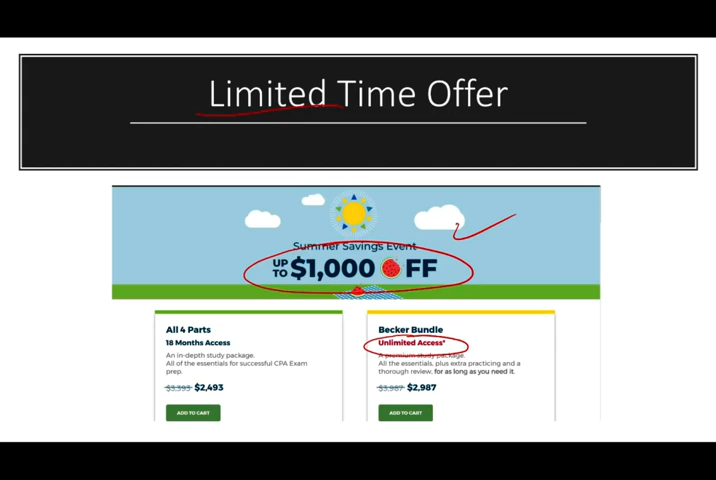 Limited Time Offer
Summer Savings Event
UP TO $1,000 OFF
All 4 Parts
18 Months Access
An in-depth study package.
All of the essentials for successful CPA Exam
prep.
$3,393 $2,493
ADD TO CART
Becker Bundle
Unlimited Access*
A premium study package.
All the essentials, plus extra practicing and a
thorough review, for as long as you need it.
$3,987 $2,987
ADD TO CART